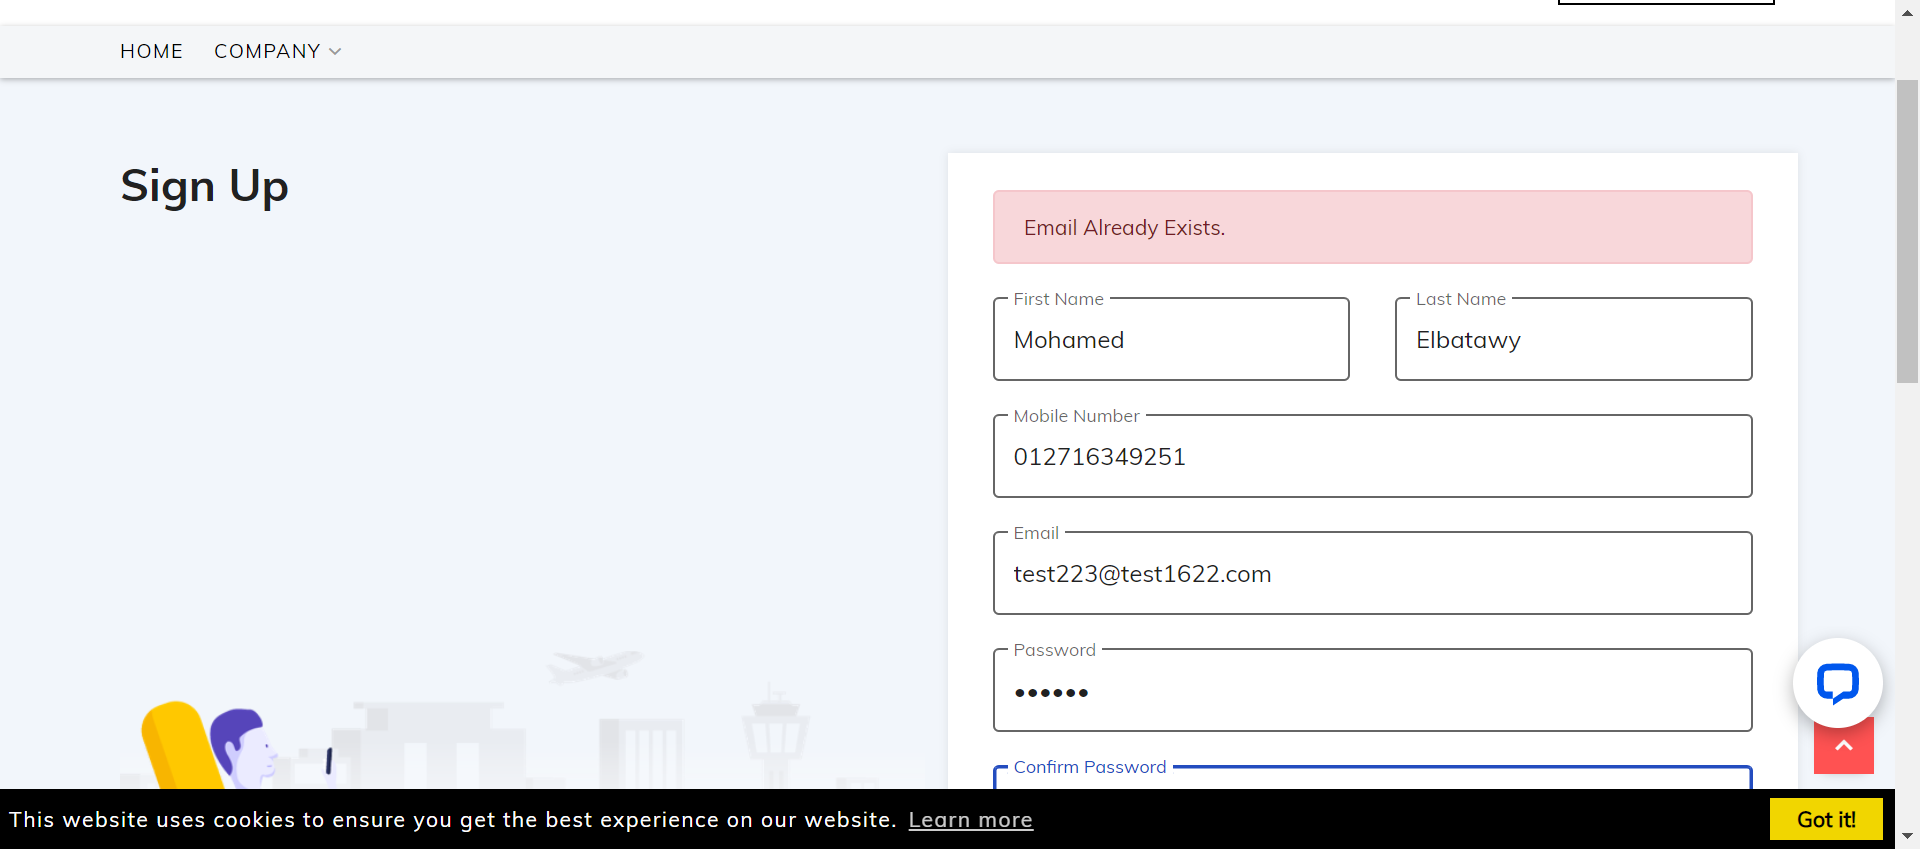 HOME COMPANY
Sign Up
Email Already Exists.
First Name
Mohamed
Last Name
Elbatawy
Mobile Number
012716349251
Email
test223@test1622.com
Password
••••••
Confirm Password
This website uses cookies to ensure you get the best experience on our website. Learn more
Got it!